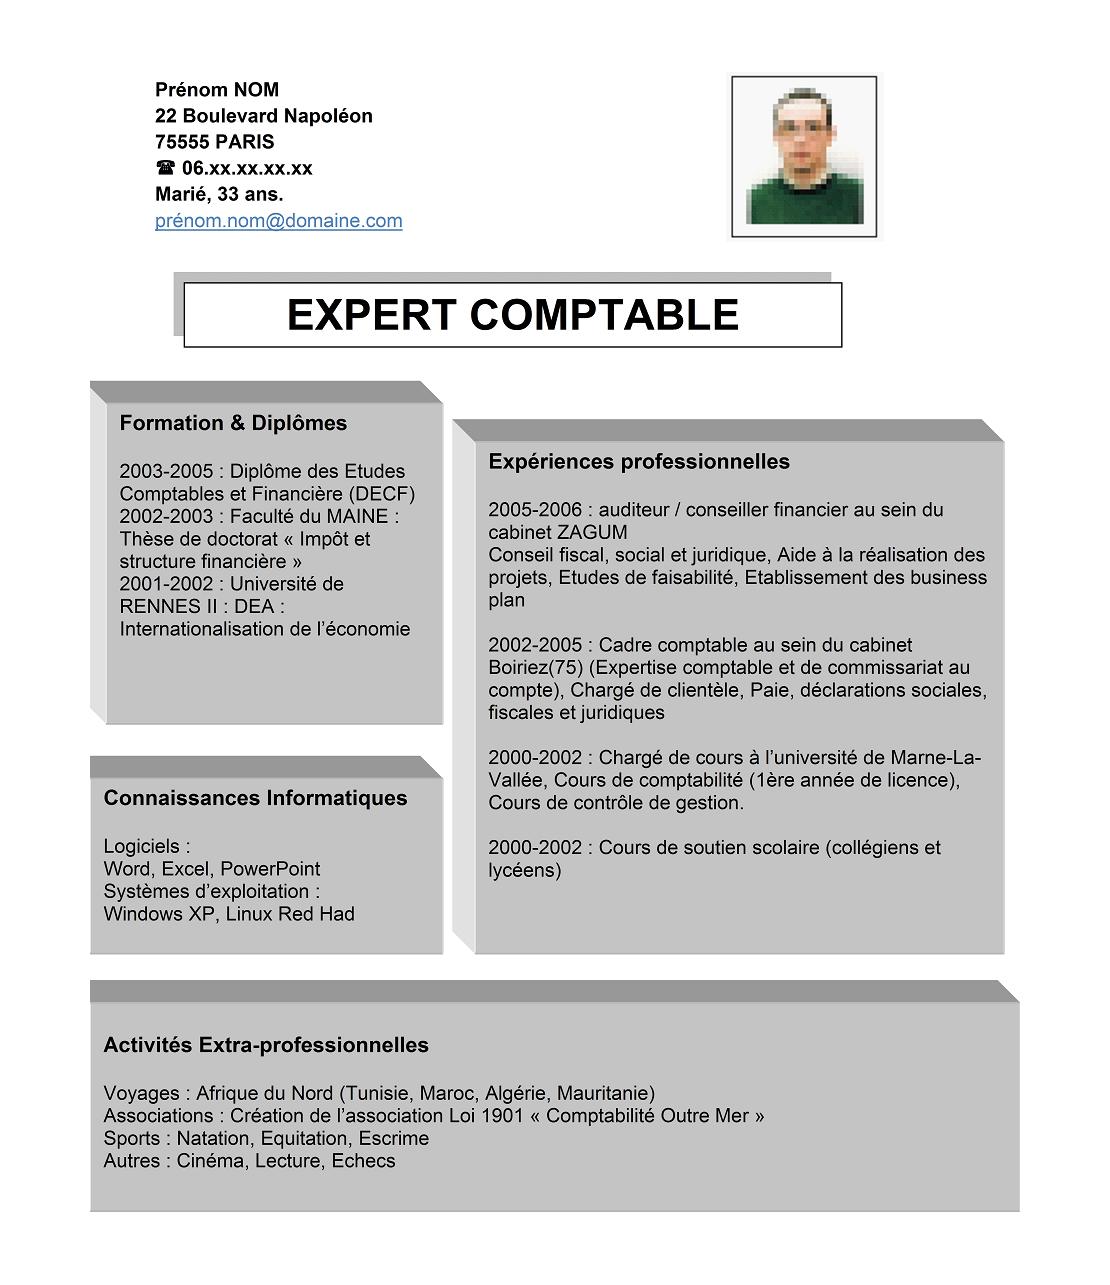 Prénom NOM
22 Boulevard Napoléon
75555 PARIS
☎ 06.xx.xx.xx.xx
Marié, 33 ans.
prénom.nom@domaine.com
EXPERT COMPTABLE
Formation & Diplômes
2003-2005 : Diplôme des Etudes
Comptables et Financière (DECF)
2002-2003 : Faculté du MAINE :
Thèse de doctorat « Impôt et
structure financière »
2001-2002 : Université de
RENNES II : DEA :
Internationalisation de l’économie
Connaissances Informatiques
Logiciels :
Word, Excel, PowerPoint
Systèmes d’exploitation :
Windows XP, Linux Red Had
Expériences professionnelles
2005-2006 : auditeur / conseiller financier au sein du
cabinet ZAGUM
Conseil fiscal, social et juridique, Aide à la réalisation des
projets, Etudes de faisabilité, Etablissement des business
plan
2002-2005 : Cadre comptable au sein du cabinet
Boiriez(75) (Expertise comptable et de commissariat au
compte), Chargé de clientèle, Paie, déclarations sociales,
fiscales et juridiques
2000-2002 : Chargé de cours à l’université de Marne-La-
Vallée, Cours de comptabilité (1ère année de licence),
Cours de contrôle de gestion.
2000-2002 : Cours de soutien scolaire (collégiens et
lycéens)
Activités Extra-professionnelles
Voyages : Afrique du Nord (Tunisie, Maroc, Algérie, Mauritanie)
Associations : Création de l’association Loi 1901 « Comptabilité Outre Mer »
Sports : Natation, Equitation, Escrime
Autres : Cinéma, Lecture, Echecs